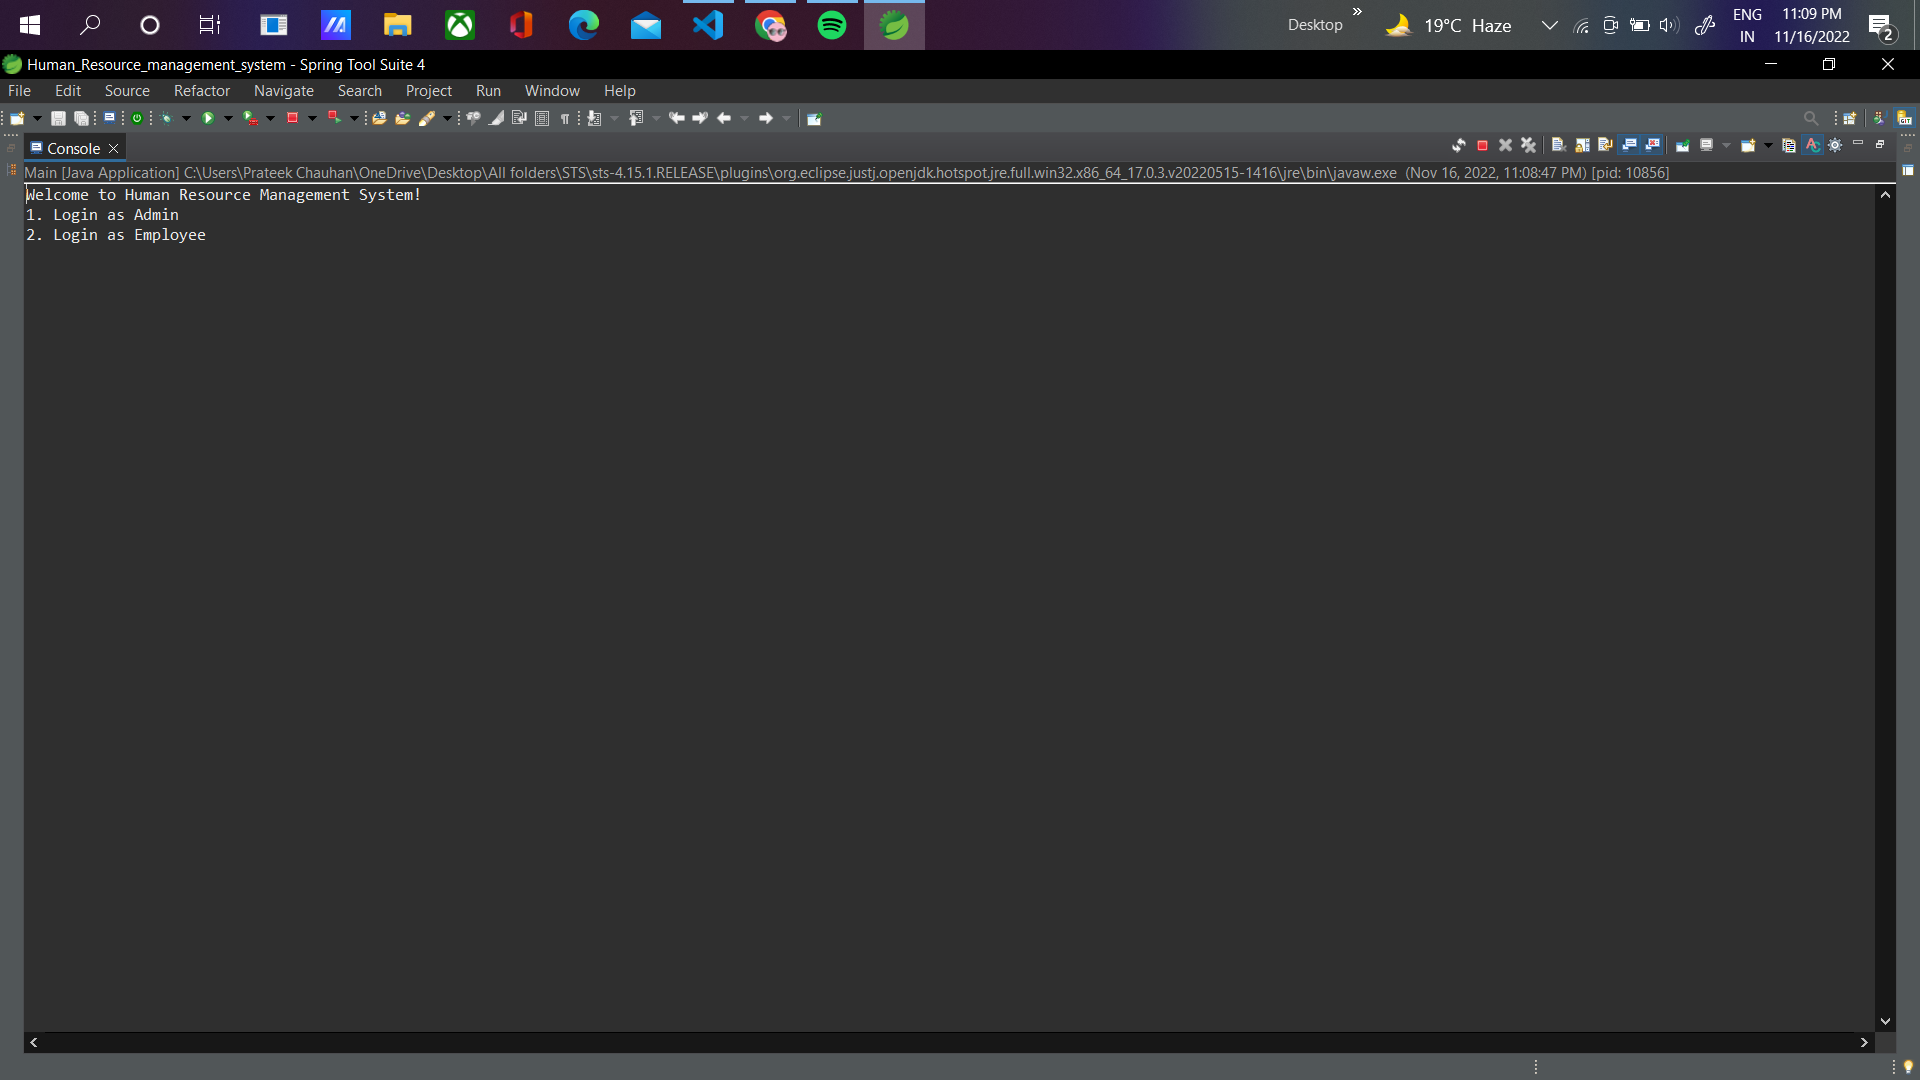 Desktop
»
19°C Haze
ENG
IN
11:09 PM
11/16/2022
2
Human_Resource_management_system - Spring Tool Suite 4
File Edit Source Refactor Navigate Search Project Run Window Help
Console
Main [Java Application] C:\Users\Prateek Chauhan\OneDrive\Desktop\All folders\STS\sts-4.15.1.RELEASE\plugins\org.eclipse.justj.openjdk.hotspot.jre.full.win32.x86_64_17.0.3.v20220515-1416\jre\bin\javaw.exe (Nov 16, 2022, 11:08:47 PM) [pid: 10856]
Welcome to Human Resource Management System!
1. Login as Admin
2. Login as Employee